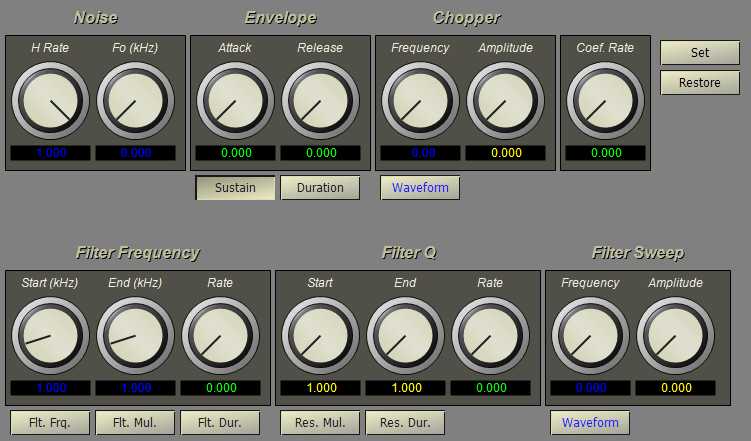 Noise Envelope Chopper
H Rate Fo (kHz) Attack Release Frequency Amplitude Coef. Rate
Set
Restore
1.000 0.000 0.000 0.000 0.00 0.000 0.000
Sustain Duration Waveform
Filter Frequency Filter Q Filter Sweep
Start (kHz) End (kHz) Rate Start End Rate Frequency Amplitude
1.000 1.000 0.000 1.000 1.000 0.000 0.000 0.000
Flt. Frq. Flt. Mul. Flt. Dur. Res. Mul. Res. Dur. Waveform